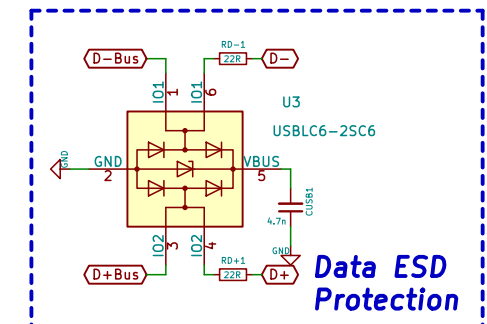 RD-1
D-Bus
22R
D-
IO1
1
IO1
6
U3
USBLC6-2SC6
GND
GND
2
VBUS
5
CUSB1
4.7n
IO2
3
IO2
4
GND
RD+1
D+Bus
22R
D+
Data ESD
Protection